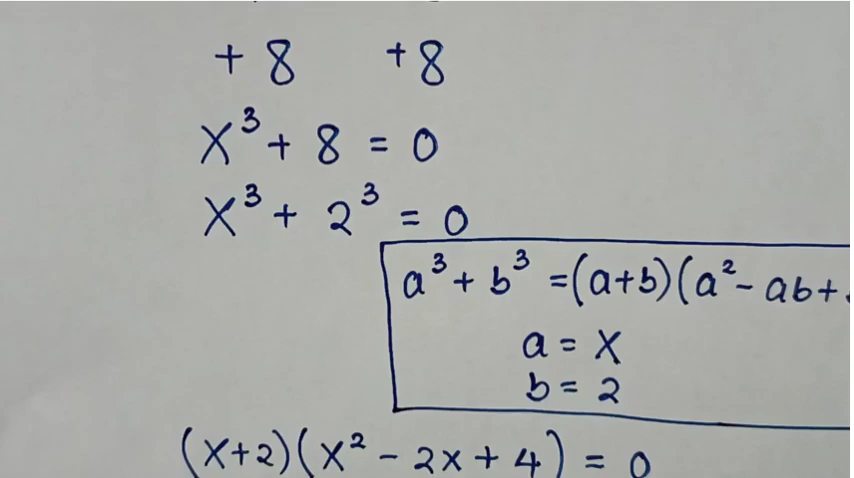 + 8 + 8
x³ + 8 = 0
x³ + 2³ = 0
a³ + b³ = (a+b)(a² - ab +
a = x
b = 2
(x+2)(x² - 2x + 4) = 0